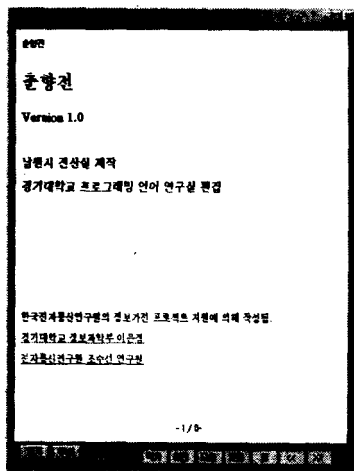 춘향전
춘향전
Version 1.0
남원시 전산실 제작
경기대학교 프로그래밍 언어 연구실 편집
한국전자통신연구원의 정보가전 프로젝트 지원에 의해 작성됨.
경기대학교 정보과학부 이은정
전자통신연구원 조수선 연구원
-1/8-